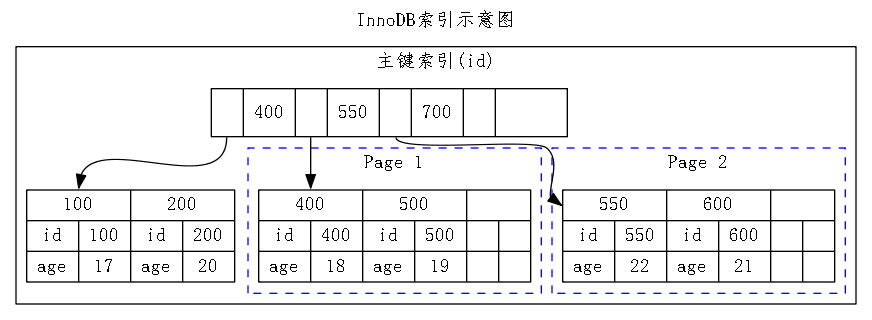 InnoDB索引示意图
主键索引(id)
400 550 700
Page 1 Page 2
100 200 400 500 550 600
id 100 id 200 id 400 id 500 id 550 id 600
age 17 age 20 age 18 age 19 age 22 age 21